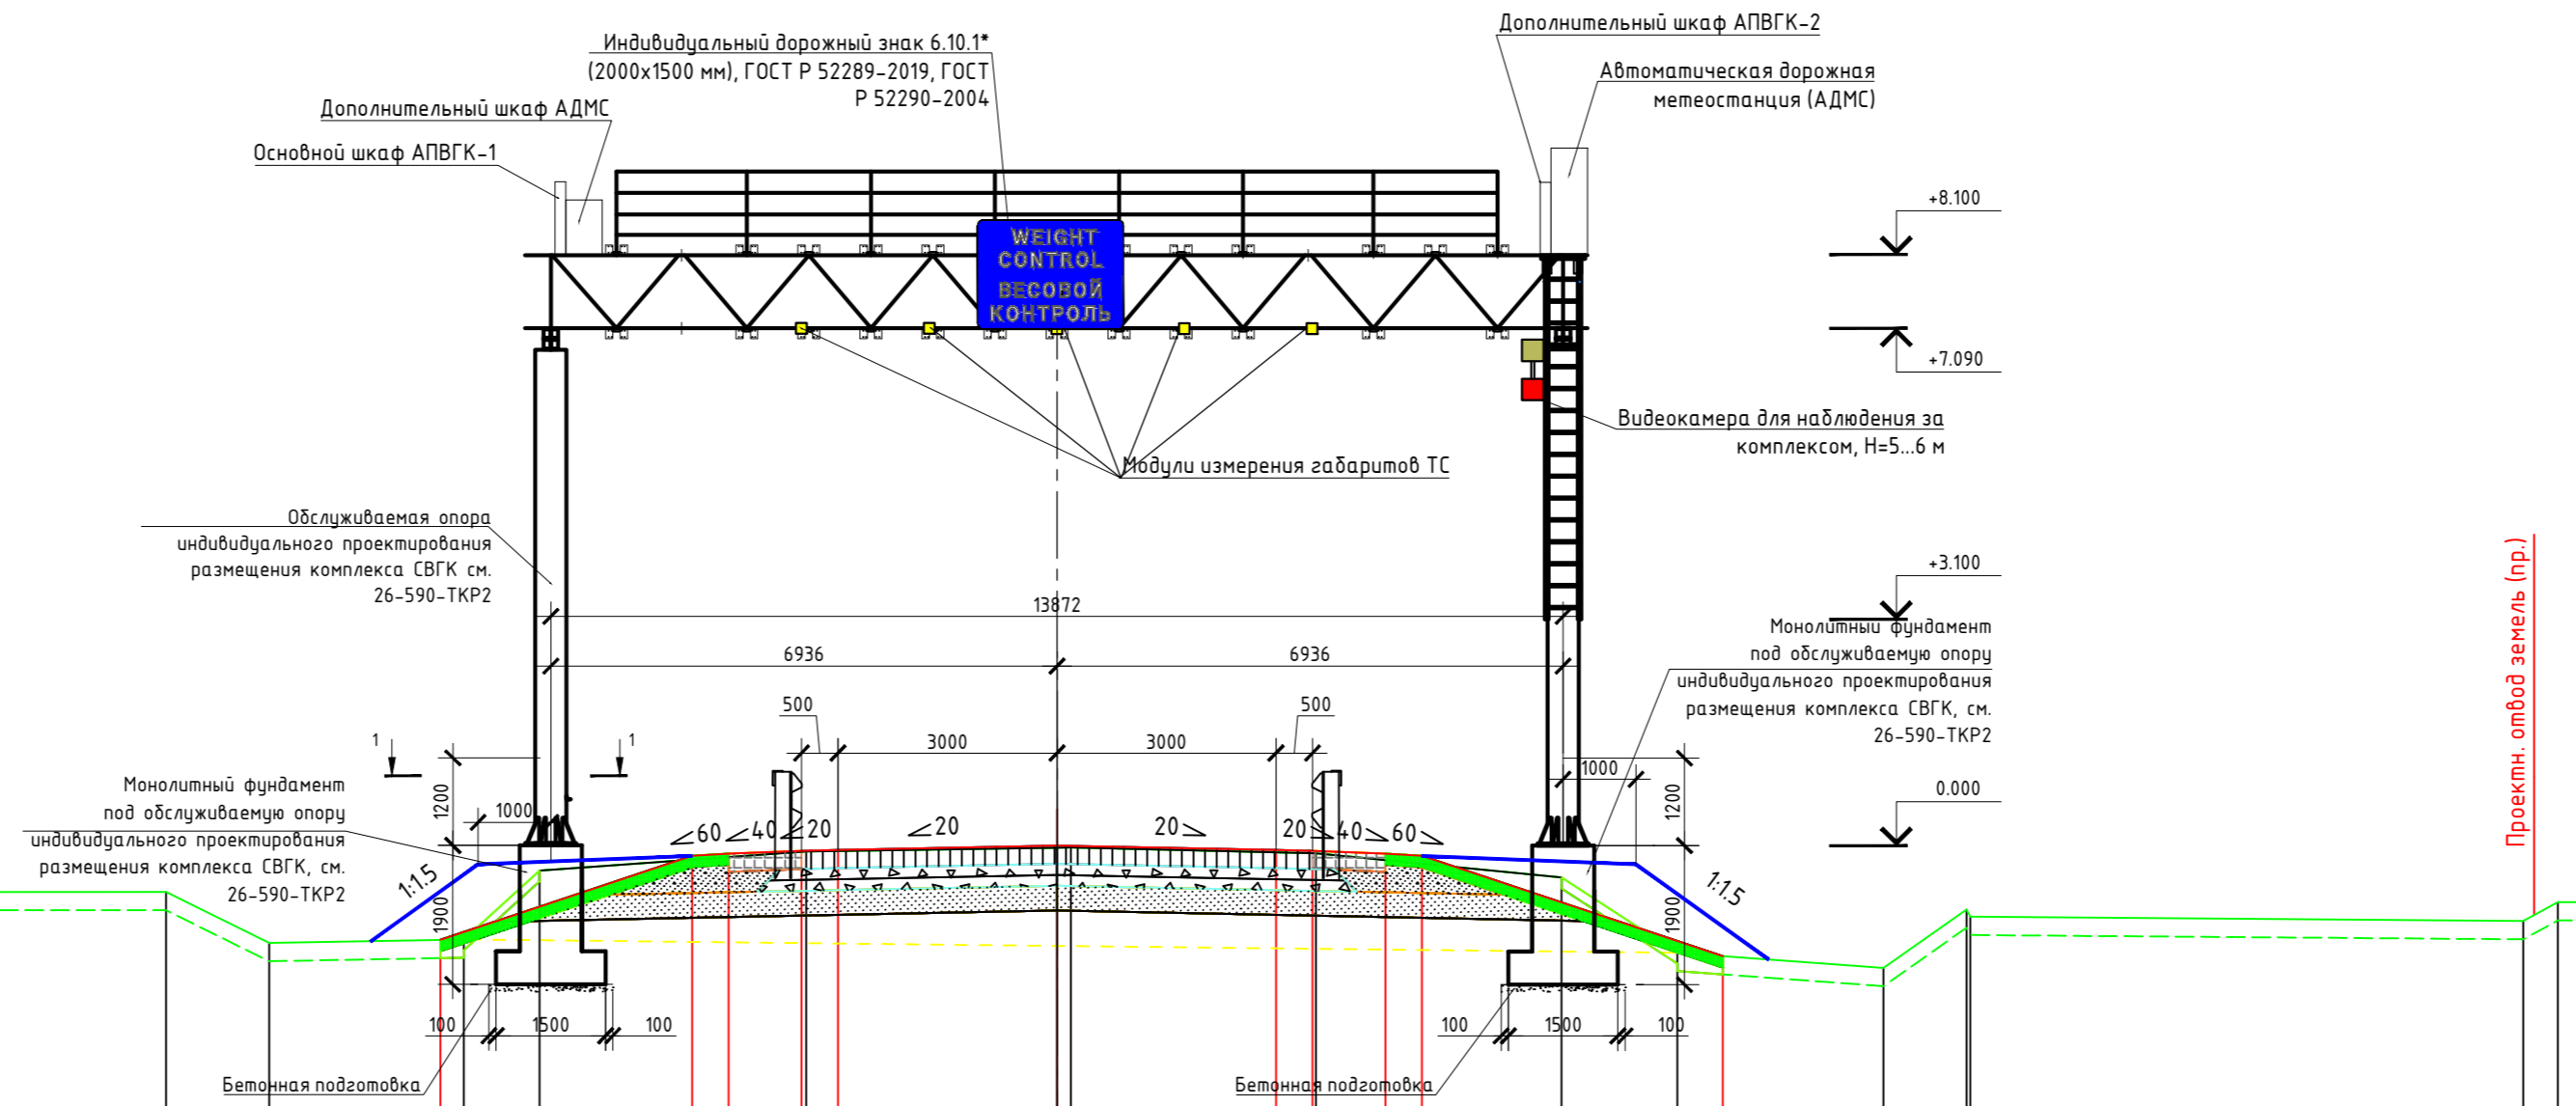 Дополнительный шкаф АПВГК-2
Индивидуальный дорожный знак 6.10.1*
(2000х1500 мм), ГОСТ Р 52289-2019, ГОСТ
Р 52290-2004
Автоматическая дорожная
метеостанция (АДМС)
Дополнительный шкаф АДМС
Основной шкаф АПВГК-1
+8.100
WEIGHT
CONTROL
ВЕСОВОЙ
КОНТРОЛЬ
+7.090
Видеокамера для наблюдения за
комплексом, Н=5...6 м
Модули измерения габаритов ТС
Обслуживаемая опора
индивидуального проектирования
размещения комплекса СВГК см.
26-590-ТКР2
+3.100
13872
6936
6936
Монолитный фундамент
под обслуживаемую опору
индивидуального проектирования
размещения комплекса СВГК, см.
26-590-ТКР2
Проектн. отвод земель (пр.)
500
500
3000
3000
1
1
1000
1000
1200
1200
0.000
Монолитный фундамент
под обслуживаемую опору
индивидуального проектирования
размещения комплекса СВГК, см.
26-590-ТКР2
60
40
20
20
20
20
40
60
1:1.5
1:1.5
1900
1900
100
1500
100
100
1500
100
Бетонная подготовка
Бетонная подготовка